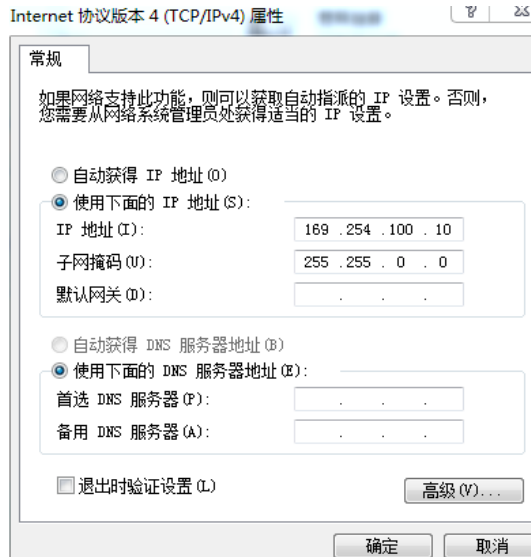 Internet 协议版本 4 (TCP/IPv4) 属性
常规
如果网络支持此功能，则可以获取自动指派的 IP 设置。否则，
您需要从网络系统管理员处获得适当的 IP 设置。
自动获得 IP 地址(O)
使用下面的 IP 地址(S):
IP 地址(I): 169 .254 .100 . 10
子网掩码(U): 255 .255 . 0 . 0
默认网关(D): . . .
自动获得 DNS 服务器地址(B)
使用下面的 DNS 服务器地址(E):
首选 DNS 服务器(P): . . .
备用 DNS 服务器(A): . . .
退出时验证设置(L)
高级(V)...
确定 取消